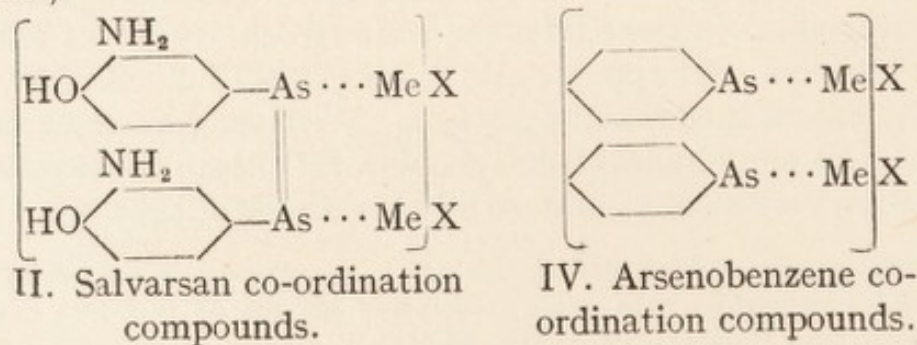 NH₂
HO As ··· Me X
NH₂
HO As ··· Me X
II. Salvarsan co-ordination
compounds.
As ··· Me X
As ··· Me X
IV. Arsenobenzene co-
ordination compounds.